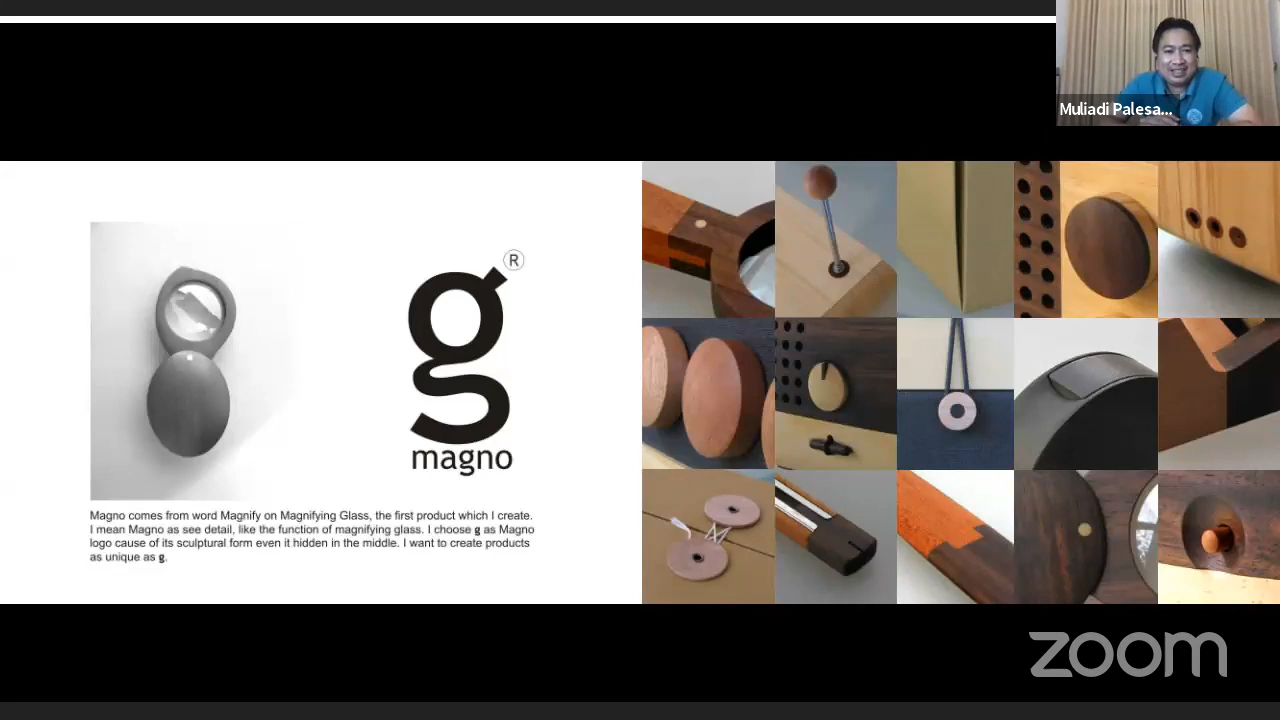 Muliadi Palesa...
®
g
magno
Magno comes from word Magnify on Magnifying Glass, the first product which I create.
I mean Magno as see detail, like the function of magnifying glass. I choose g as Magno
logo cause of its sculptural form even it hidden in the middle. I want to create products
as unique as g.
zoom